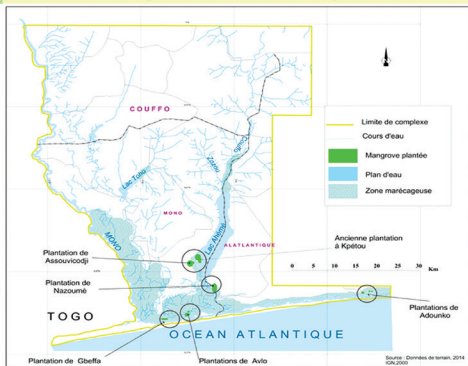 COUFFO
Limite de complexe
Cours d'eau
Mangrove plantée
Plan d'eau
Zone marécageuse
Lac Toho
Couffo
MONO
Lac Ahémé
ALATLANTIQUE
MONO
Ancienne plantation
à Kpétou
Plantation de
Assouvicodji
0 5 10 15 20 25 30
Km
Plantation de
Nazoumè
Plantations de
Adounko
TOGO
OCEAN ATLANTIQUE
Plantation de Gbeffa
Plantations de Avlo
Source : Données de terrain, 2014
IGN,2000